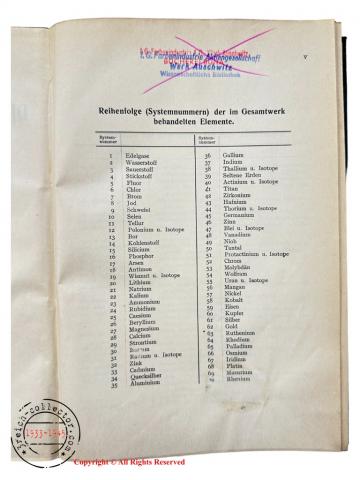 I.G. Farbenindustrie Aktiengesellschaft
Werk Auschwitz
Wissenschaftliche Bibliothek
V
Reihenfolge (Systemnummern) der im Gesamtwerk
behandelten Elemente.
System-
nummer
1 Edelgase
2 Wasserstoff
3 Sauerstoff
4 Stickstoff
5 Fluor
6 Chlor
7 Brom
8 Jod
9 Schwefel
10 Selen
11 Tellur
12 Polonium u. Isotope
13 Bor
14 Kohlenstoff
15 Silicium
16 Phosphor
17 Arsen
18 Antimon
19 Wismut u. Isotope
20 Lithium
21 Natrium
22 Kalium
23 Ammonium
24 Rubidium
25 Caesium
26 Beryllium
27 Magnesium
28 Calcium
29 Strontium
30 Barium
31 Radium u. Isotope
32 Zink
33 Cadmium
34 Quecksilber
35 Aluminium
System-
nummer
36 Gallium
37 Indium
38 Thallium u. Isotope
39 Seltene Erden
40 Actinium u. Isotope
41 Titan
42 Zirkonium
43 Hafnium
44 Thorium u. Isotope
45 Germanium
46 Zinn
47 Blei u. Isotope
48 Vanadium
49 Niob
50 Tantal
51 Protactinium u. Isotope
52 Chrom
53 Molybdän
54 Wolfram
55 Uran u. Isotope
56 Mangan
57 Nickel
58 Kobalt
59 Eisen
60 Kupfer
61 Silber
62 Gold
63 Ruthenium
64 Rhodium
65 Palladium
66 Osmium
67 Iridium
68 Platin
69 Masurium
70 Rhenium
3reich-collector.com
1933-1945
Copyright © All Rights Reserved